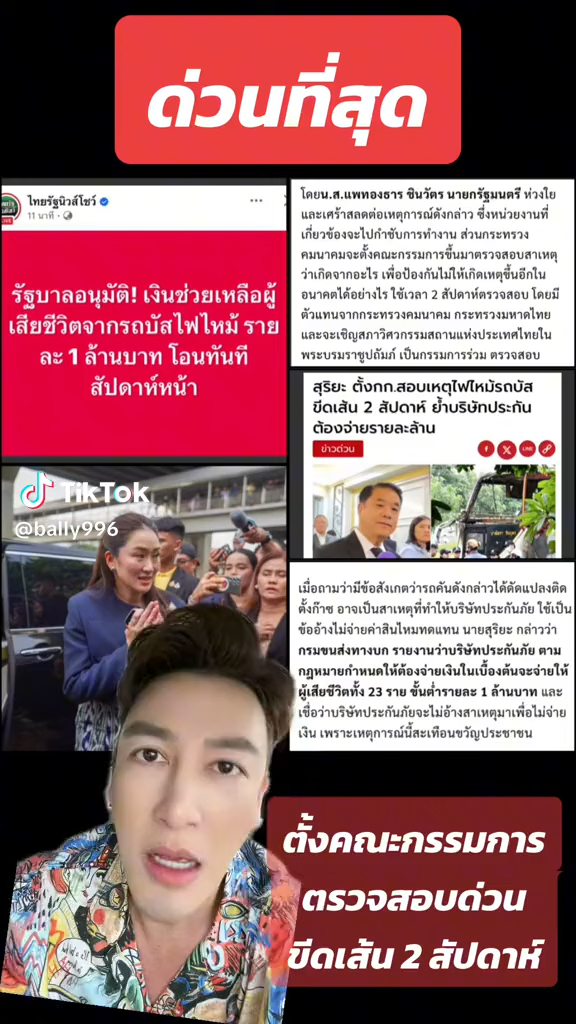 ด่วนที่สุด
ไทยรัฐนิวส์โชว์
11 นาที
LIVE
รัฐบาลอนุมัติ! เงินช่วยเหลือผู้
เสียชีวิตจากรถบัสไฟไหม้ ราย
ละ 1 ล้านบาท โอนทันที
สัปดาห์หน้า
โดยน.ส.แพทองธาร ชินวัตร นายกรัฐมนตรี ห่วงใย
และเศร้าสลดต่อเหตุการณ์ดังกล่าว ซึ่งหน่วยงานที่
เกี่ยวข้องจะไปกำชับการทำงาน ส่วนกระทรวง
คมนาคมจะตั้งคณะกรรมการขึ้นมาตรวจสอบสาเหตุ
ว่าเกิดจากอะไร เพื่อป้องกันไม่ให้เกิดเหตุขึ้นอีกใน
อนาคตได้อย่างไร ใช้เวลา 2 สัปดาห์ตรวจสอบ โดยมี
ตัวแทนจากกระทรวงคมนาคม กระทรวงมหาดไทย
และจะเชิญสภาวิศวกรรมสถานแห่งประเทศไทยใน
พระบรมราชูปถัมภ์ เป็นกรรมการร่วม ตรวจสอบ
สุริยะ ตั้งกก.สอบเหตุไฟไหม้รถบัส
ขีดเส้น 2 สัปดาห์ ย้ำบริษัทประกัน
ต้องจ่ายรายละล้าน
ข่าวด่วน
LINE
TikTok
@bally996
เมื่อถามว่ามีข้อสังเกตว่ารถคันดังกล่าวได้ดัดแปลงติด
ตั้งก๊าซ อาจเป็นสาเหตุที่ทำให้บริษัทประกันภัย ใช้เป็น
ข้ออ้างไม่จ่ายค่าสินไหมทดแทน นายสุริยะ กล่าวว่า
กรมขนส่งทางบก รายงานว่าบริษัทประกันภัย ตาม
กฎหมายกำหนดให้ต้องจ่ายเงินในเบื้องต้นจะจ่ายให้
ผู้เสียชีวิตทั้ง 23 ราย ขั้นต่ำรายละ 1 ล้านบาท และ
เชื่อว่าบริษัทประกันภัยจะไม่อ้างสาเหตุมาเพื่อไม่จ่าย
เงิน เพราะเหตุการณ์นี้สะเทือนขวัญประชาชน
ตั้งคณะกรรมการ
ตรวจสอบด่วน
ขีดเส้น 2 สัปดาห์